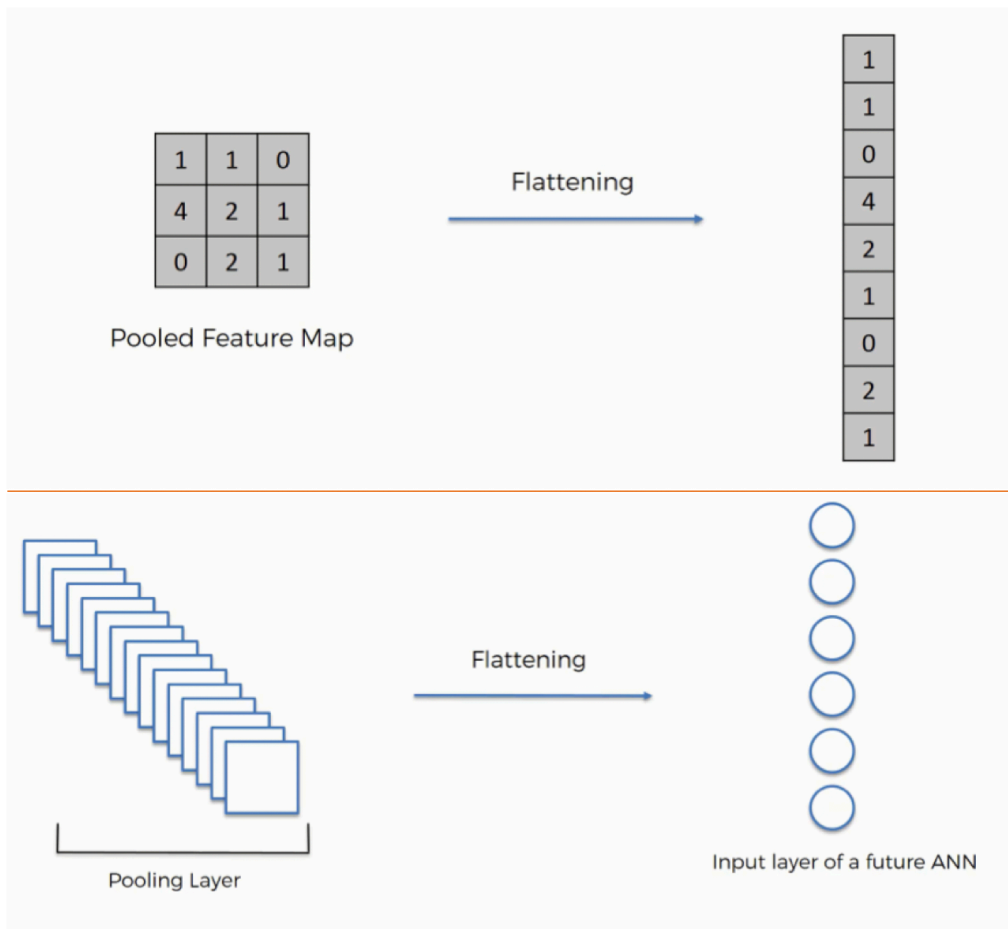 1 1 0
4 2 1
0 2 1
Pooled Feature Map
Flattening
1
1
0
4
2
1
0
2
1
Pooling Layer
Flattening
Input layer of a future ANN